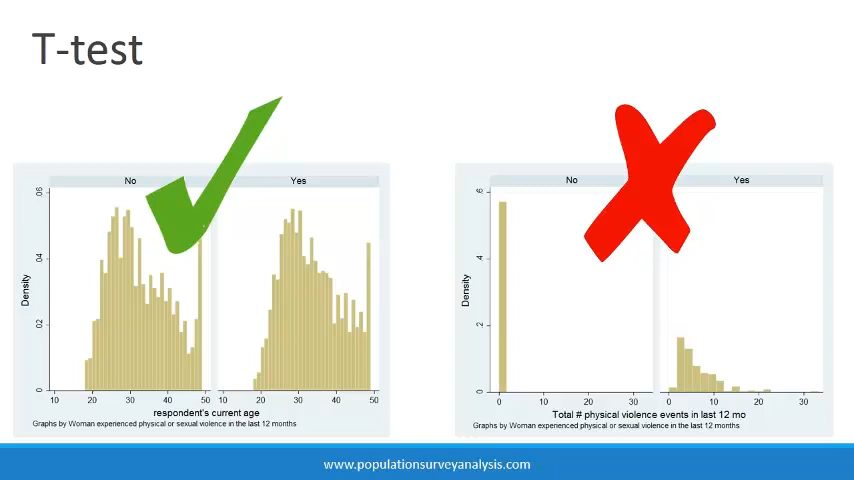 T-test
No Yes
Density
.06
.04
.02
0
10 20 30 40 50 10 20 30 40 50
respondent's current age
Graphs by Woman experienced physical or sexual violence in the last 12 months
No Yes
Density
.6
.4
.2
0
0 10 20 30 0 10 20 30
Total # physical violence events in last 12 mo
Graphs by Woman experienced physical or sexual violence in the last 12 months
www.populationsurveyanalysis.com